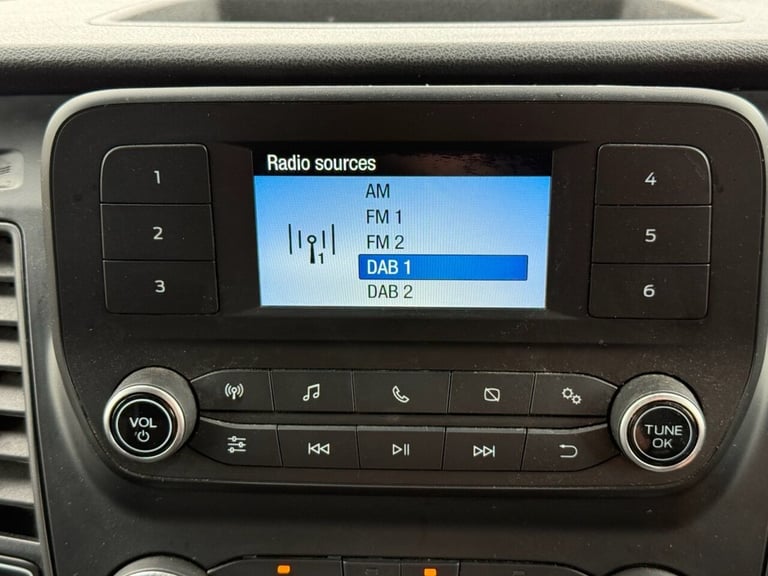 Radio sources
AM
FM 1
FM 2
DAB 1
DAB 2
1
1
2
3
4
5
6
VOL
TUNE
OK